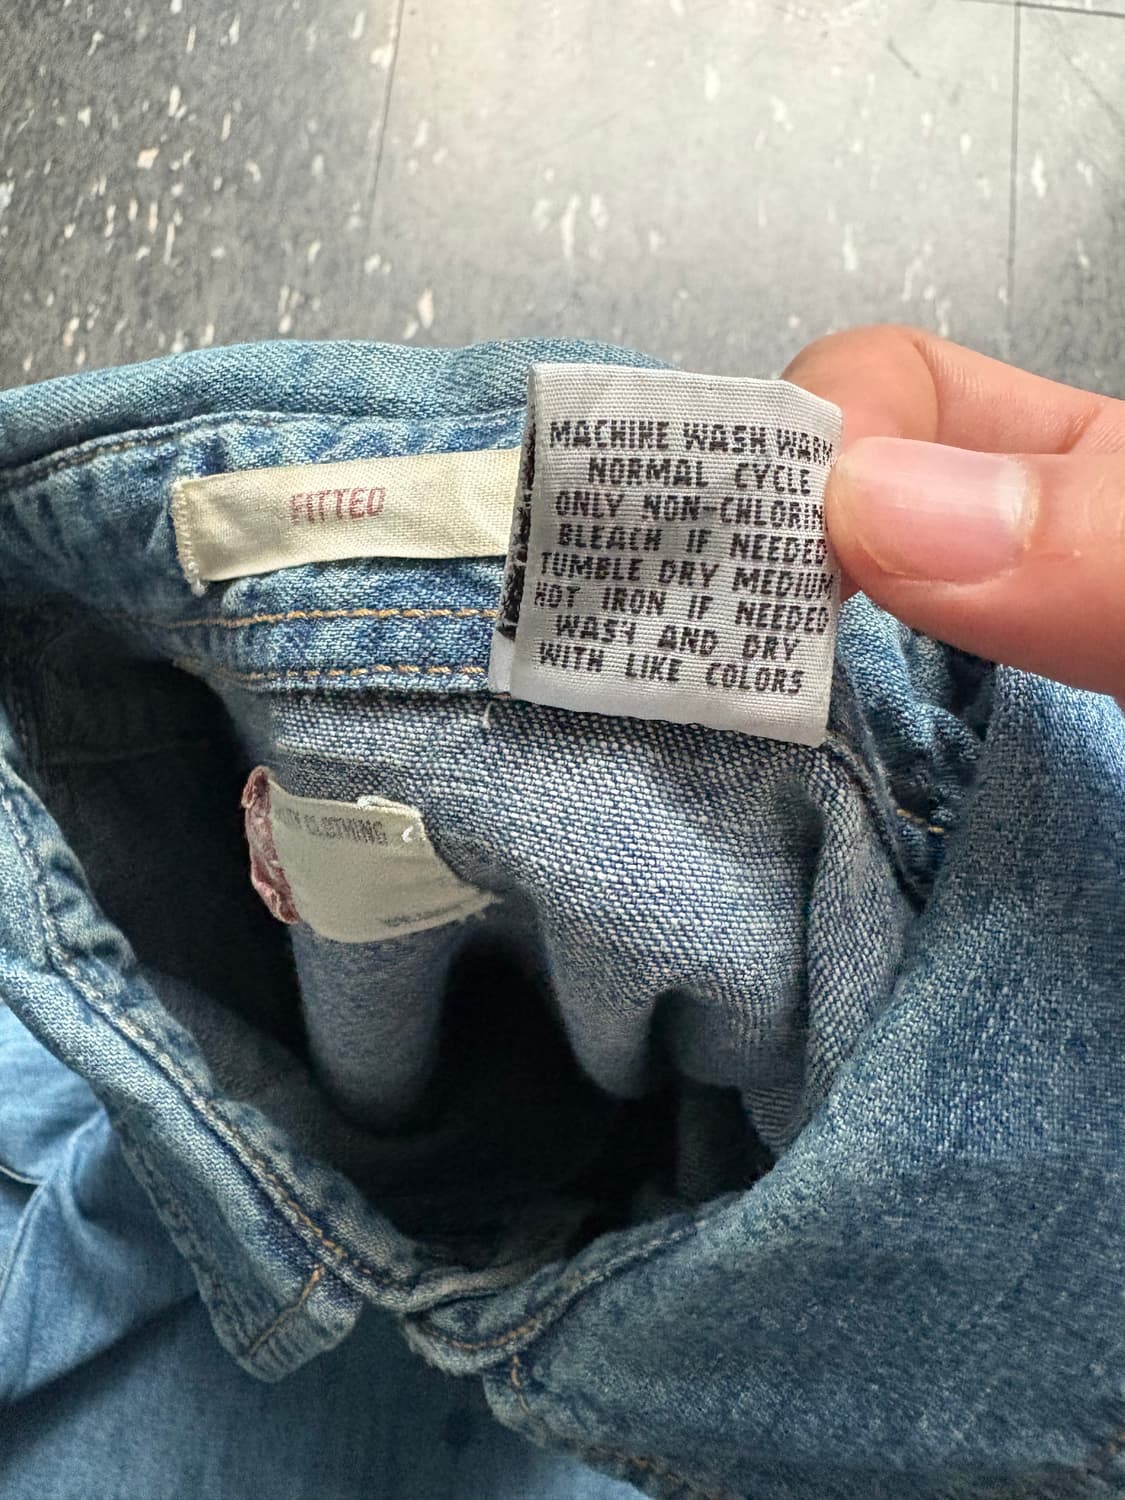 FITTED
MACHINE WASH WARM
NORMAL CYCLE
ONLY NON-CHLORIN
BLEACH IF NEEDED
TUMBLE DRY MEDIUM
HOT IRON IF NEEDED
WASH AND DRY
WITH LIKE COLORS
CLOTHING